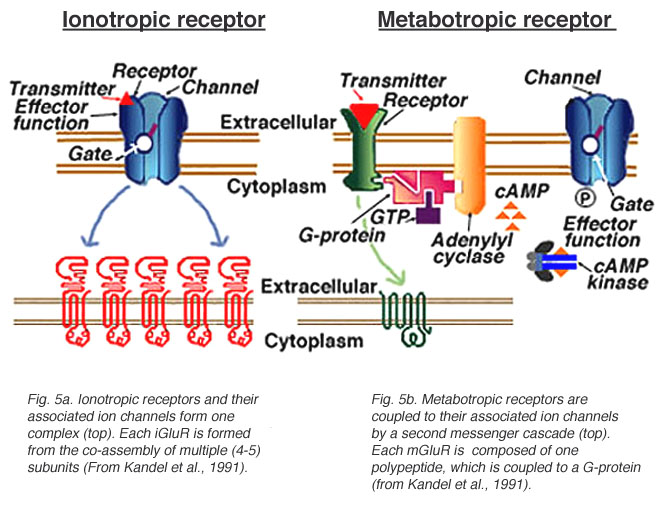 Ionotropic receptor
Receptor
Transmitter
Channel
Effector
function
Gate
Extracellular
Cytoplasm
Extracellular
Cytoplasm
Fig. 5a. Ionotropic receptors and their
associated ion channels form one
complex (top). Each iGluR is formed
from the co-assembly of multiple (4-5)
subunits (From Kandel et al., 1991).
Metabotropic receptor
Transmitter
Receptor
Channel
cAMP
GTP
G-protein
Adenylyl
cyclase
P
Gate
Effector
function
cAMP
kinase
Fig. 5b. Metabotropic receptors are
coupled to their associated ion channels
by a second messenger cascade (top).
Each mGluR is composed of one
polypeptide, which is coupled to a G-protein
(from Kandel et al., 1991).